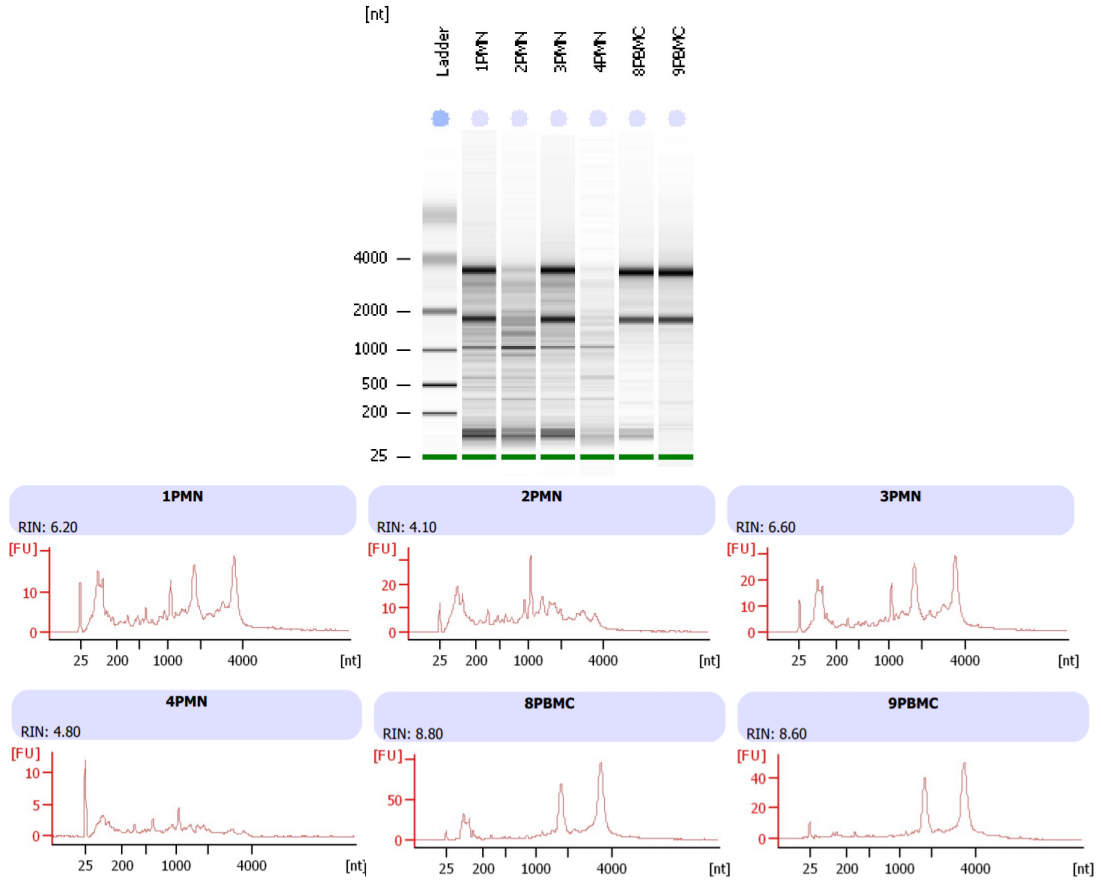 [nt]
Ladder 1PMN 2PMN 3PMN 4PMN 8PBMC 9PBMC
4000
2000
1000
500
200
25
1PMN 2PMN 3PMN
RIN: 6.20 RIN: 4.10 RIN: 6.60
[FU] [FU] [FU]
10
0
25 200 1000 4000 [nt]
30
20
10
0
25 200 1000 4000 [nt]
20
10
0
25 200 1000 4000 [nt]
4PMN 8PBMC 9PBMC
RIN: 4.80 RIN: 8.80 RIN: 8.60
[FU] [FU] [FU]
10
5
0
25 200 1000 4000 [nt]
50
0
25 200 1000 4000 [nt]
40
20
0
25 200 1000 4000 [nt]